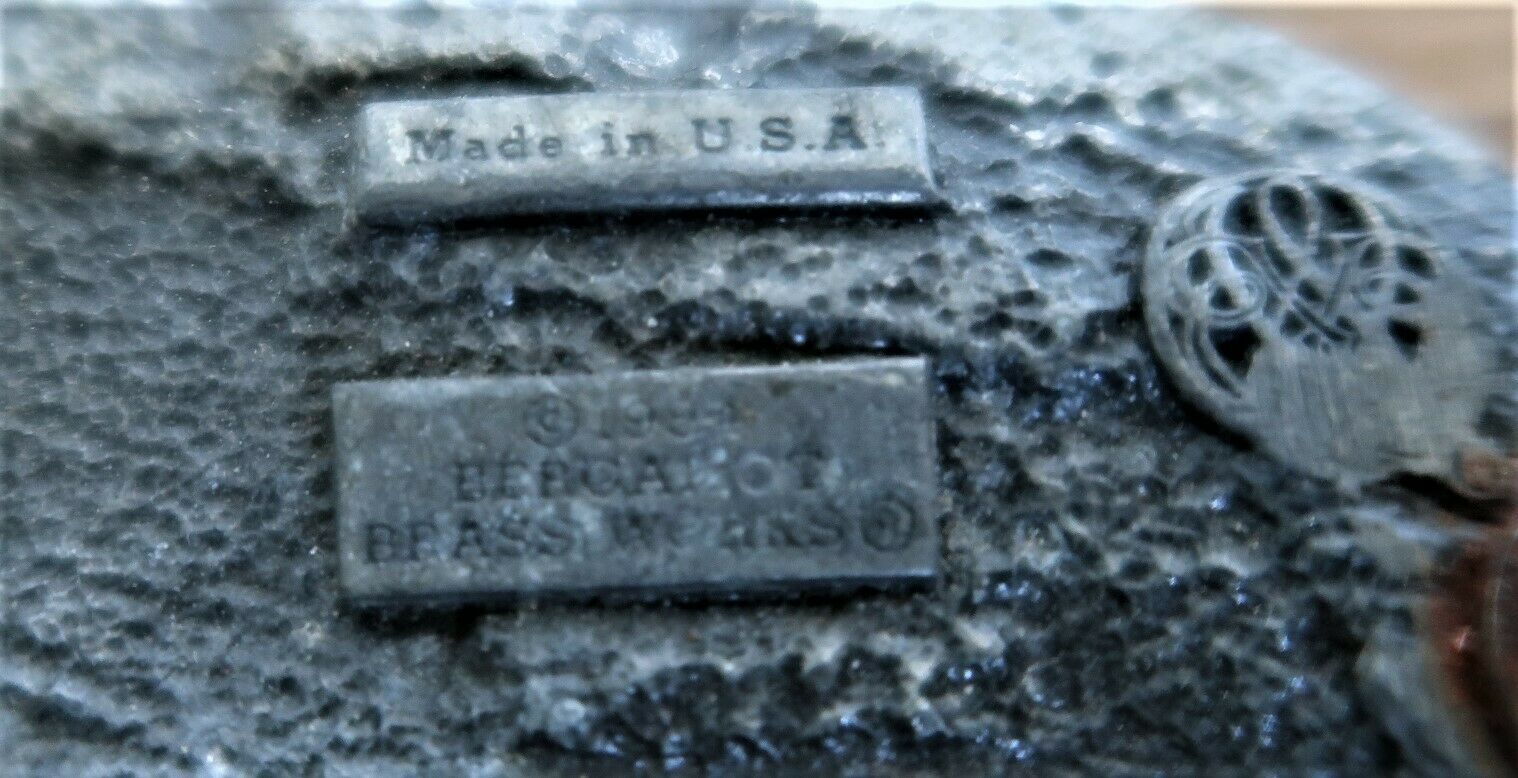 Made in U.S.A.
©
BERGAMOT
BRASS WORKS ®